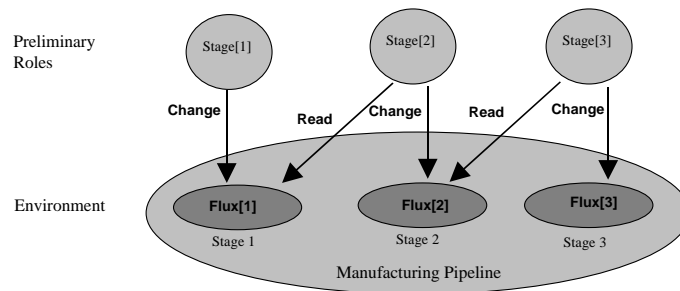 Preliminary
Roles
Stage[1]
Stage[2]
Stage[3]
Change
Read
Change
Read
Change
Environment
Flux[1]
Flux[2]
Flux[3]
Stage 1
Stage 2
Stage 3
Manufacturing Pipeline